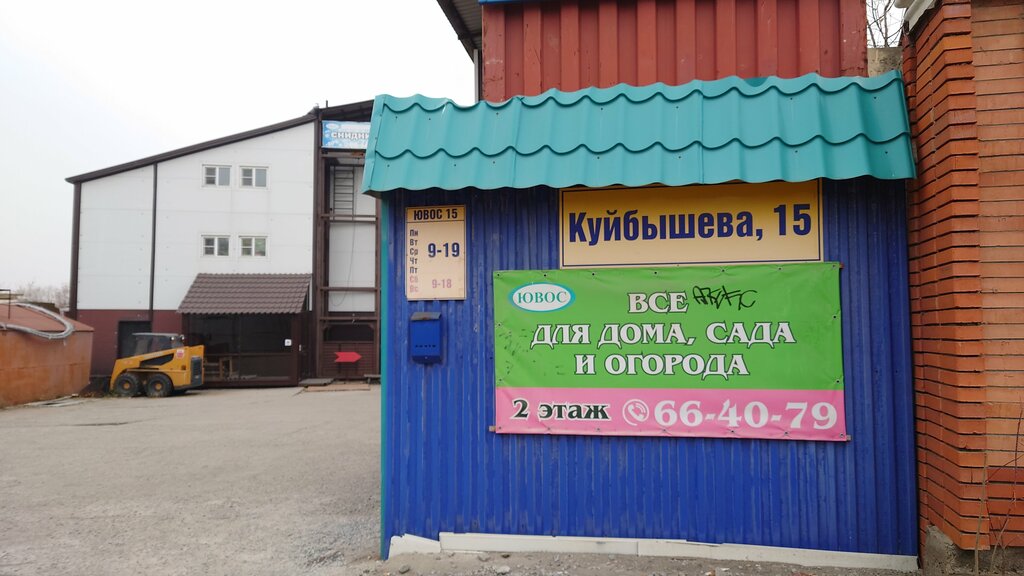 ЮВОС 15
Пн
Вт
Ср
Чт
Пт
9-19
Сб
Вс
9-18
Куйбышева, 15
ЮВОС
ВСЕ
ДЛЯ ДОМА, САДА
И ОГОРОДА
2 этаж 66-40-79